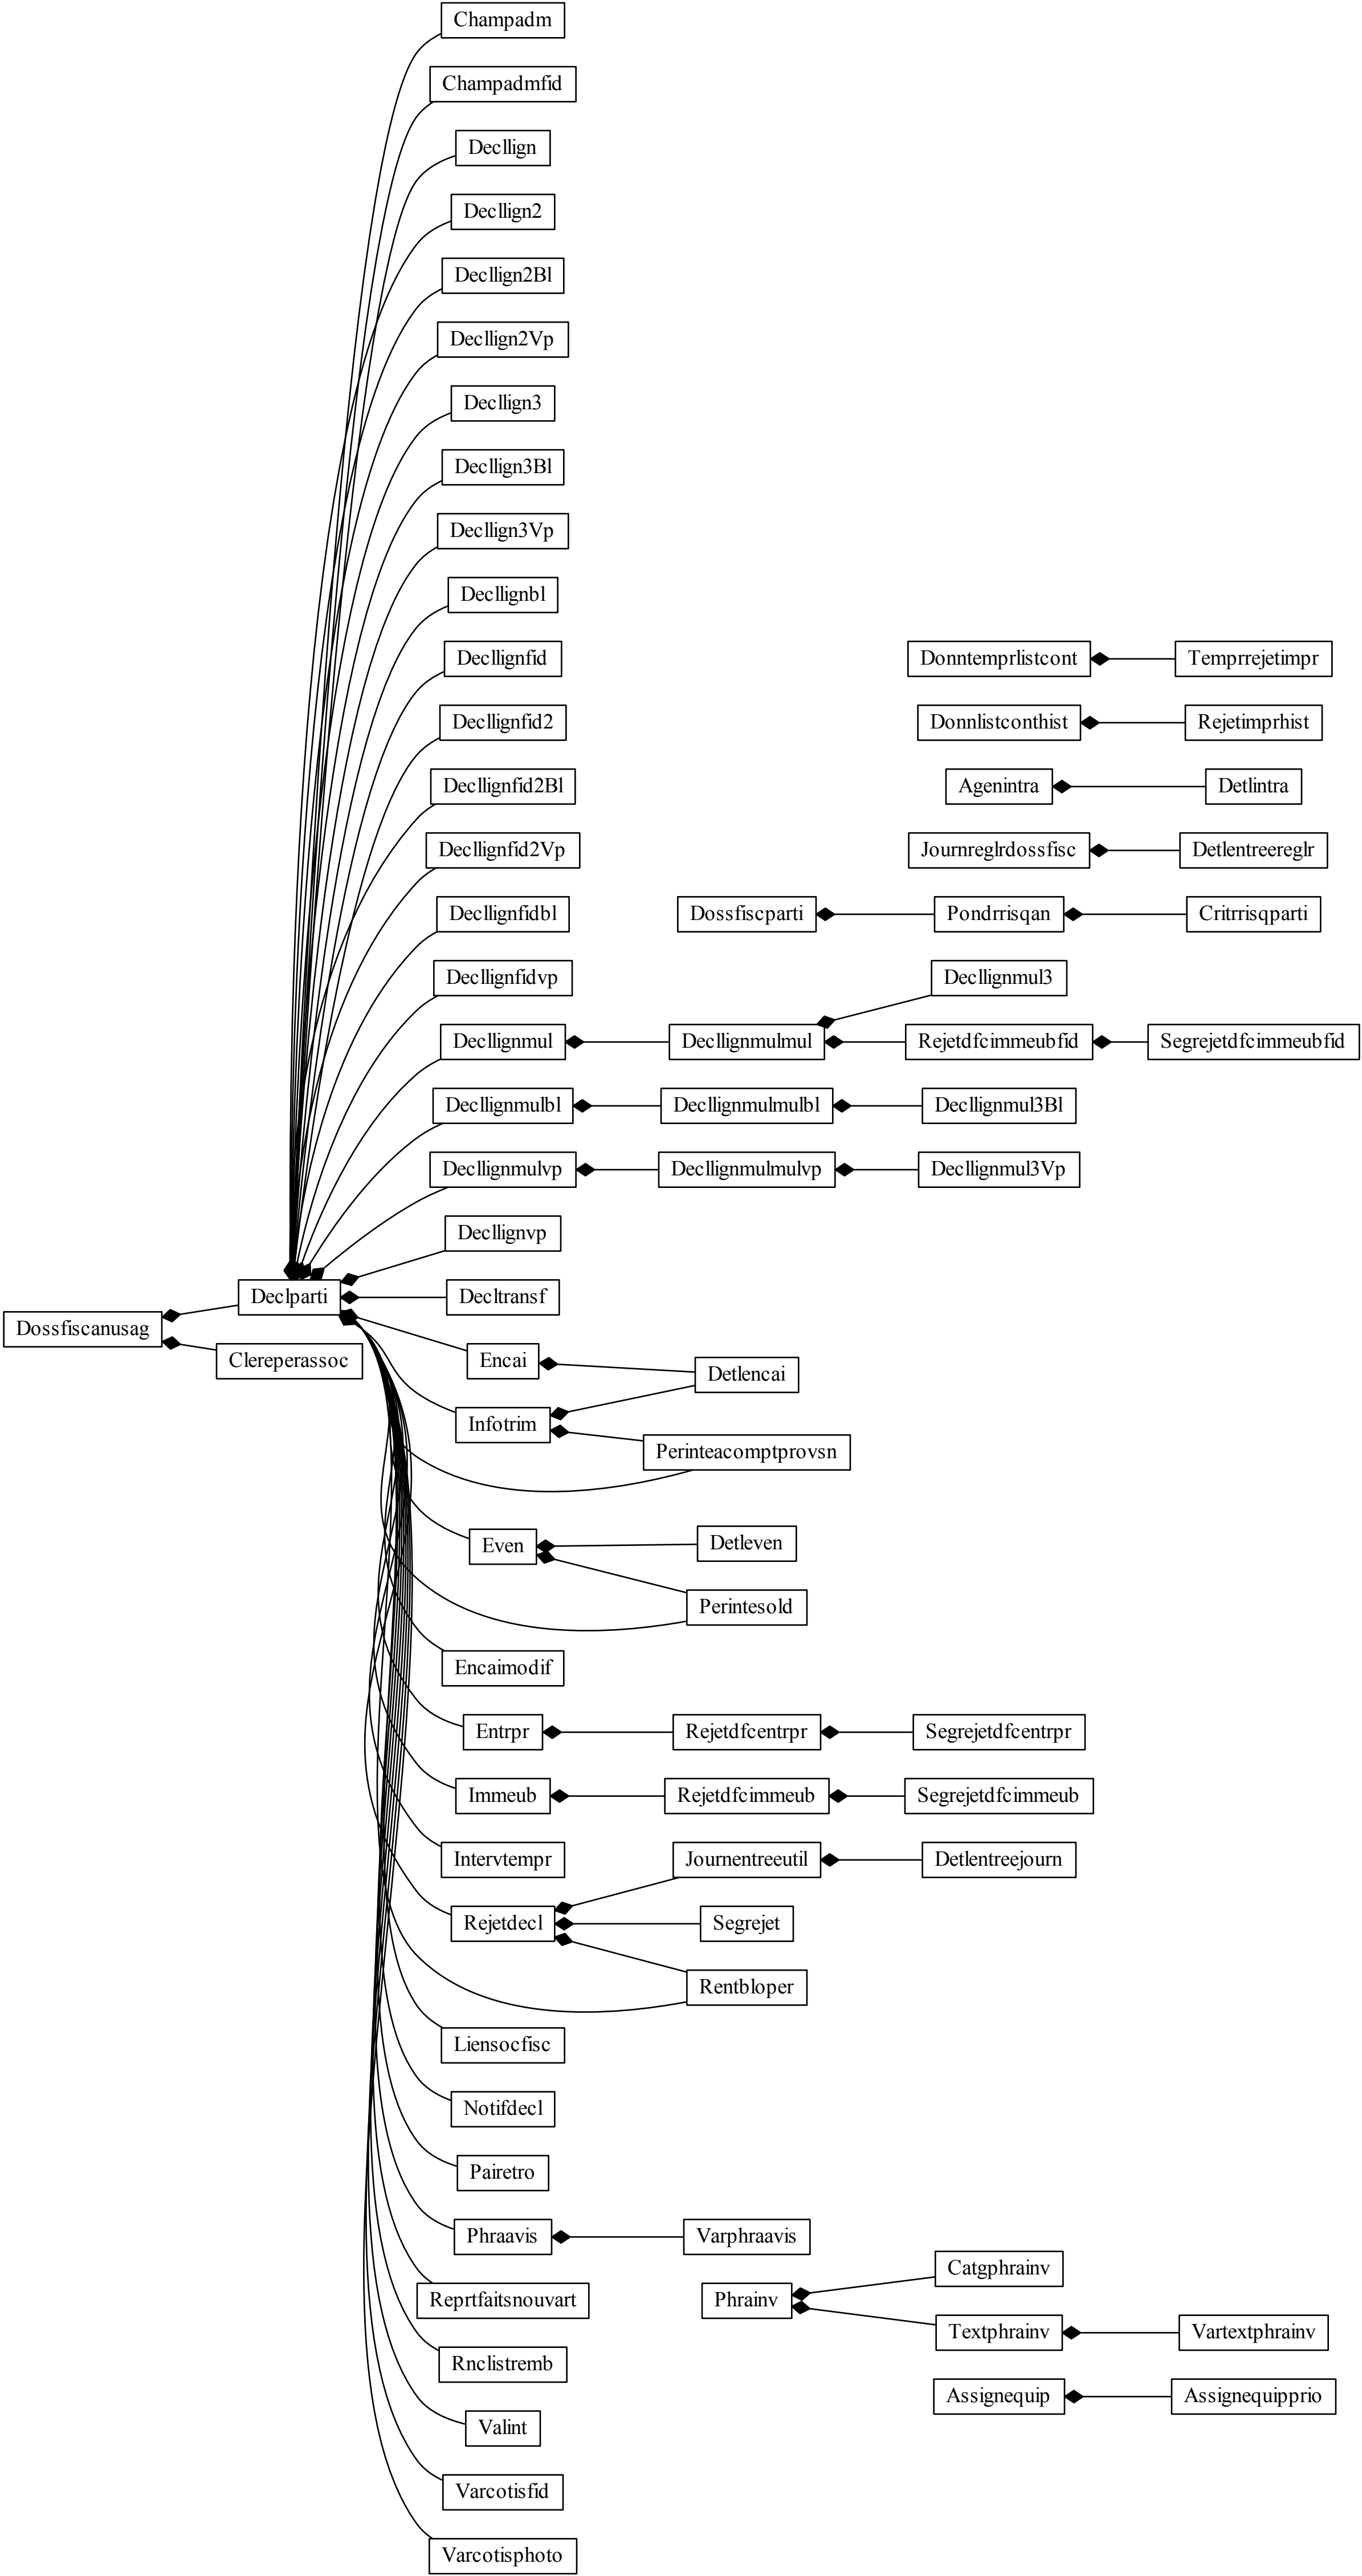 Champadm
Champadmfid
Decllign
Decllign2
Decllign2Bl
Decllign2Vp
Decllign3
Decllign3Bl
Decllign3Vp
Decllignbl
Decllignfid
Donntemprlistcont
Temprrejetimpr
Decllignfid2
Donnlistconthist
Rejetimprhist
Decllignfid2Bl
Agenintra
Detlintra
Decllignfid2Vp
Journreglrdossfisc
Detlentreereglr
Decllignfidbl
Dossfiscparti
Pondrrisqan
Critrrisqparti
Decllignfidvp
Decllignmul3
Decllignmul
Decllignmulmul
Rejetdfcimmeubfid
Segrejetdfcimmeubfid
Decllignmulbl
Decllignmulmulbl
Decllignmul3Bl
Decllignmulvp
Decllignmulmulvp
Decllignmul3Vp
Decllignvp
Declparti
Decltransf
Dossfiscanusag
Clereperassoc
Encai
Detlencai
Infotrim
Perinteacomptprovsn
Even
Detleven
Perintesold
Encaimodif
Entrpr
Rejetdfcentrpr
Segrejetdfcentrpr
Immeub
Rejetdfcimmeub
Segrejetdfcimmeub
Intervtempr
Journentreeutil
Detlentreejourn
Rejetdecl
Segrejet
Rentbloper
Liensocfisc
Notifdecl
Pairetro
Phraavis
Varphraavis
Catgphrainv
Reprtfaitsnouvart
Phrainv
Textphrainv
Vartextphrainv
Rnclistremb
Assignequip
Assignequipprio
Valint
Varcotisfid
Varcotisphoto